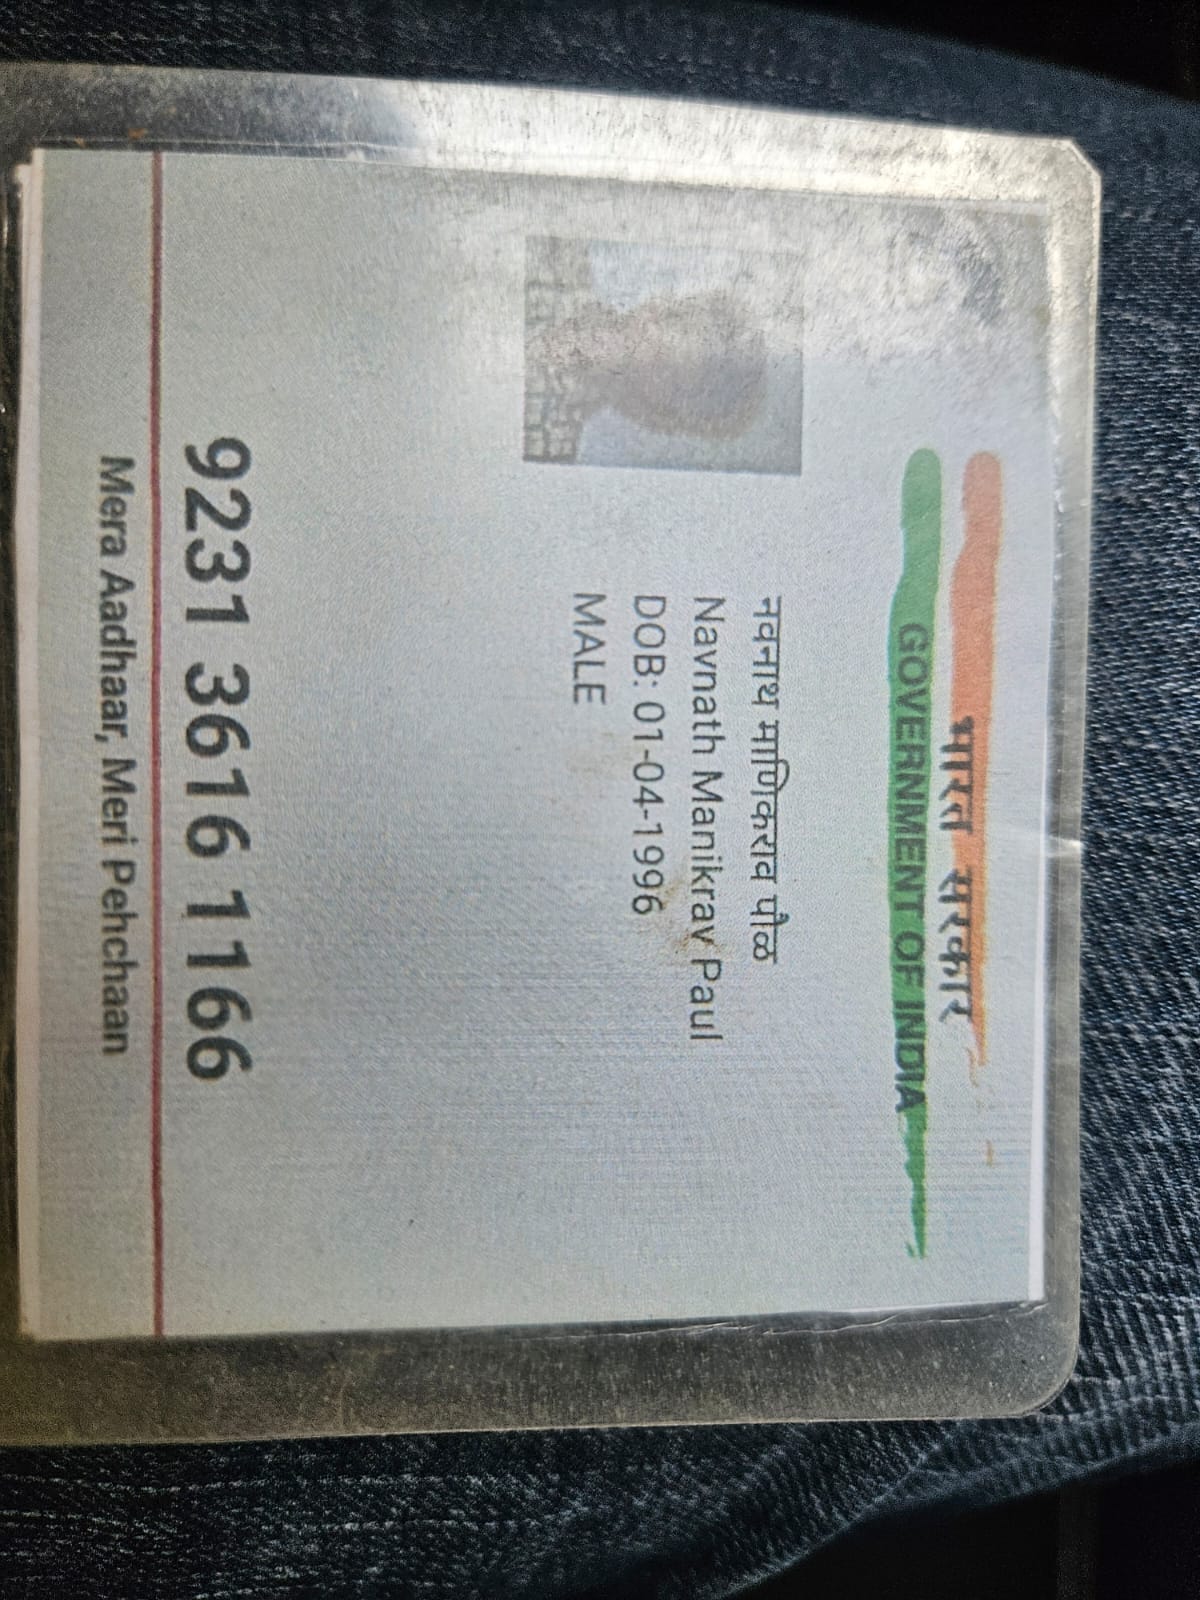 भारत सरकार
GOVERNMENT OF INDIA
नवनाथ माणिकराव पौळ
Navnath Manikrav Paul
DOB: 01-04-1996
MALE
9231 3616 1166
Mera Aadhaar, Meri Pehchaan